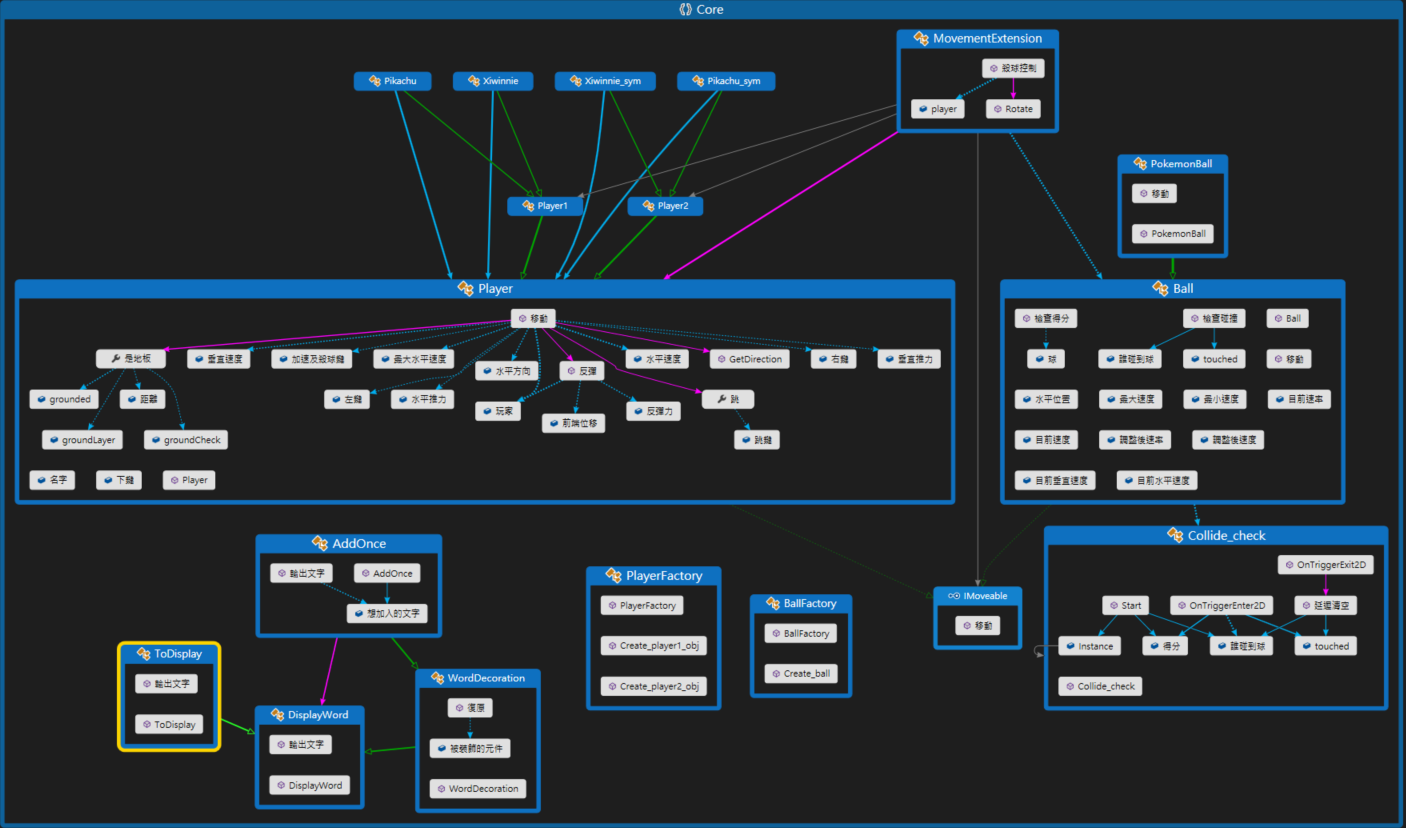 Core
MovementExtension
殺球控制
player
Rotate
Pikachu
Xiwinnie
Xiwinnie_sym
Pikachu_sym
PokemonBall
移動
PokemonBall
Player1
Player2
Player
移動
是地板
垂直速度
加速及殺球鍵
最大水平速度
水平方向
反彈
水平速度
GetDirection
右鍵
垂直推力
grounded
距離
左鍵
水平推力
玩家
前端位移
反彈力
跳
groundLayer
groundCheck
跳鍵
名字
下鍵
Player
Ball
檢查得分
檢查碰撞
Ball
球
誰碰到球
touched
移動
水平位置
最大速度
最小速度
目前速率
目前速度
調整後速率
調整後速度
目前垂直速度
目前水平速度
Collide_check
OnTriggerExit2D
Start
OnTriggerEnter2D
延遲清空
Instance
得分
誰碰到球
touched
Collide_check
AddOnce
輸出文字
AddOnce
想加入的文字
PlayerFactory
PlayerFactory
Create_player1_obj
Create_player2_obj
BallFactory
BallFactory
Create_ball
IMoveable
移動
ToDisplay
輸出文字
ToDisplay
DisplayWord
輸出文字
DisplayWord
WordDecoration
復原
被裝飾的元件
WordDecoration